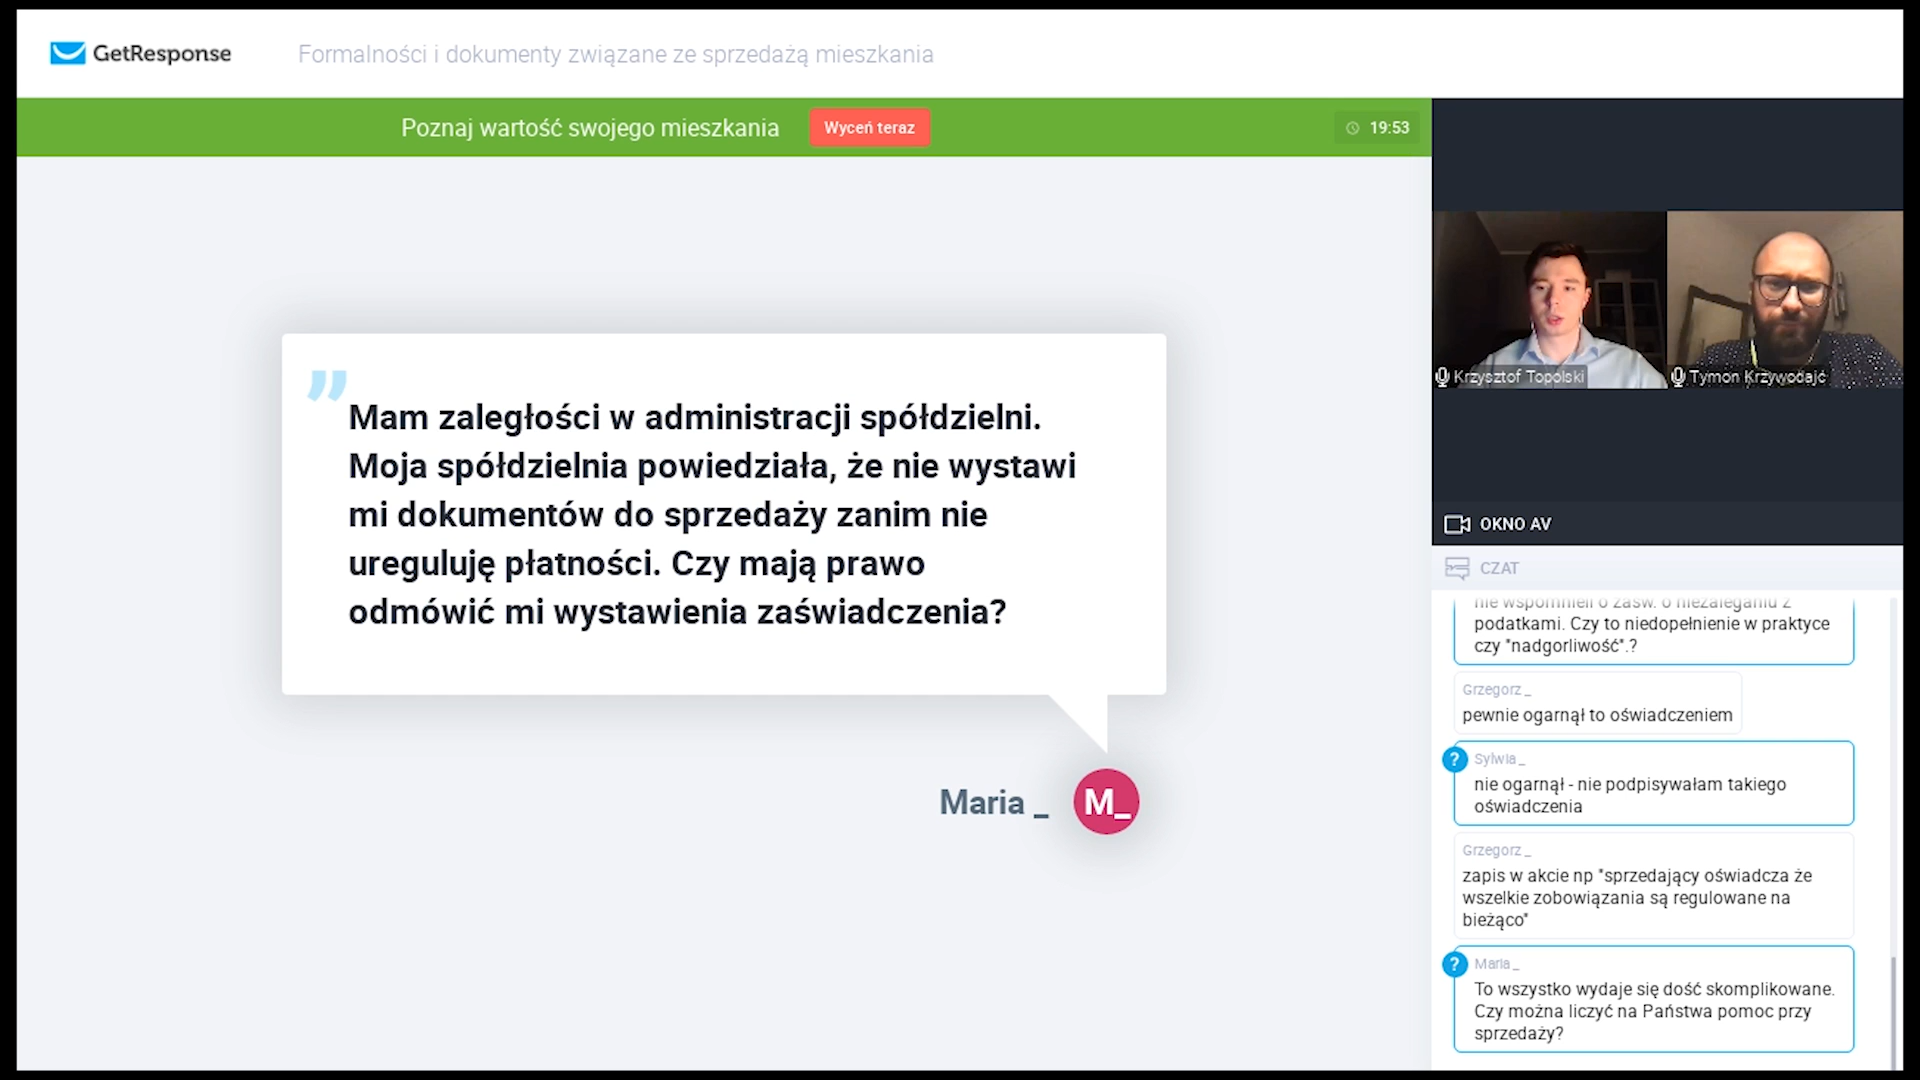 GetResponse
Formalności i dokumenty związane ze sprzedażą mieszkania
Poznaj wartość swojego mieszkania
Wyceń teraz
19:53
Mam zaległości w administracji spółdzielni.
Moja spółdzielnia powiedziała, że nie wystawi
mi dokumentów do sprzedaży zanim nie
ureguluję płatności. Czy mają prawo
odmówić mi wystawienia zaświadczenia?
Maria _
M_
Krzysztof Topolski
Tymon Krzywodajć
OKNO AV
CZAT
nie wspomnieli o zaśw. o niezaleganiu z
podatkami. Czy to niedopełnienie w praktyce
czy "nadgorliwość".?
Grzegorz _
pewnie ogarnął to oświadczeniem
?
Sylwia _
nie ogarnął - nie podpisywałam takiego
oświadczenia
Grzegorz _
zapis w akcie np "sprzedający oświadcza że
wszelkie zobowiązania są regulowane na
bieżąco"
?
Maria _
To wszystko wydaje się dość skomplikowane.
Czy można liczyć na Państwa pomoc przy
sprzedaży?